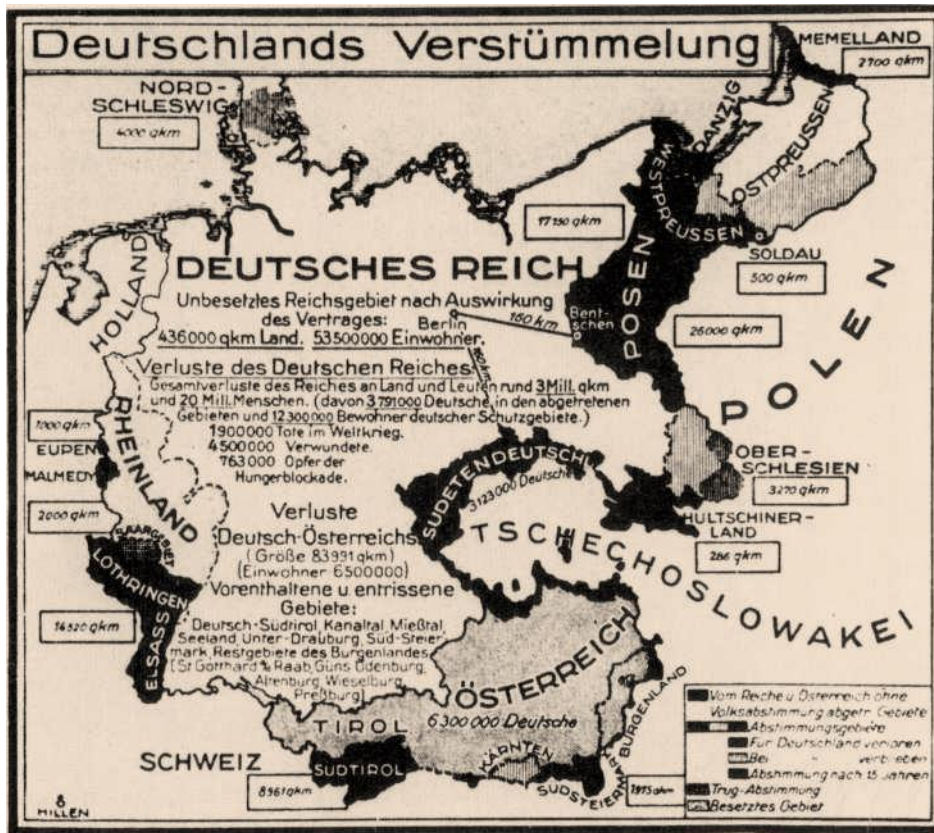 Deutschlands Verstümmelung
MEMELLAND
2700 qkm
NORD-
SCHLESWIG
4000 qkm
DANZIG
WESTPREUSSEN
OSTPREUSSEN
17150 qkm
SOLDAU
500 qkm
HOLLAND
DEUTSCHES REICH
Unbesetztes Reichsgebiet nach Auswirkung
des Vertrages:
436000 qkm Land. 53500000 Einwohner.
Berlin
160 km
Bent-
schen
POSEN
26000 qkm
POLEN
Verluste des Deutschen Reiches
Gesamtverluste des Reiches an Land und Leuten rund 3 Mill. qkm
und 20 Mill. Menschen. (davon 3791000 Deutsche in den abgetretenen
Gebieten und 12300000 Bewohner deutscher Schutzgebiete.)
1900000 Tote im Weltkrieg.
4500000 Verwundete.
763000 Opfer der
Hungerblockade.
RHEINLAND
1000 qkm
EUPEN
MALMEDY
2000 qkm
SAARGEBIET
LOTHRINGEN
ELSASS
14520 qkm
OBER-
SCHLESIEN
3270 qkm
HULTSCHINER-
LAND
286 qkm
SUDETENDEUTSCH
3123000 Deutsche
TSCHECHOSLOWAKEI
Verluste
Deutsch-Österreichs
(Größe 83991 qkm)
(Einwohner 6500000)
Vorenthaltene u. entrissene
Gebiete:
Deutsch-Südtirol, Kanaltal, Mießtal,
Seeland, Unter-Drauburg, Süd-Steier
mark, Restgebiete des Burgenlandes
(St Gotthard a/Raab, Güns, Ödenburg,
Altenburg, Wieselburg,
Preßburg)
ÖSTERREICH
6300000 Deutsche
TIROL
SÜDTIROL
KÄRNTEN
SÜDSTEIERMARK
BURGENLAND
SCHWEIZ
8961 qkm
1975 qkm
Vom Reiche u. Österreich ohne
Volksabstimmung abgetr. Gebiete
Abstimmungsgebiete
Für Deutschland verloren
Bei " verblieben
Abstimmung nach 15 Jahren
Trug-Abstimmung
Besetztes Gebiet
HILLEN